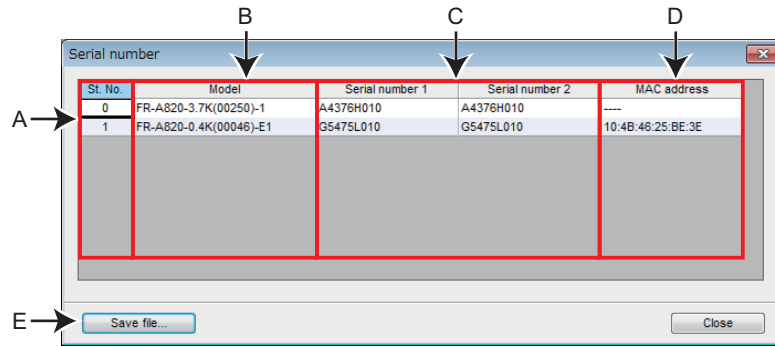 B C D
Serial number
St. No. Model Serial number 1 Serial number 2 MAC address
A
0 FR-A820-3.7K(00250)-1 A4376H010 A4376H010 ----
1 FR-A820-0.4K(00046)-E1 G5475L010 G5475L010 10:4B:46:25:BE:3E
E
Save file... Close